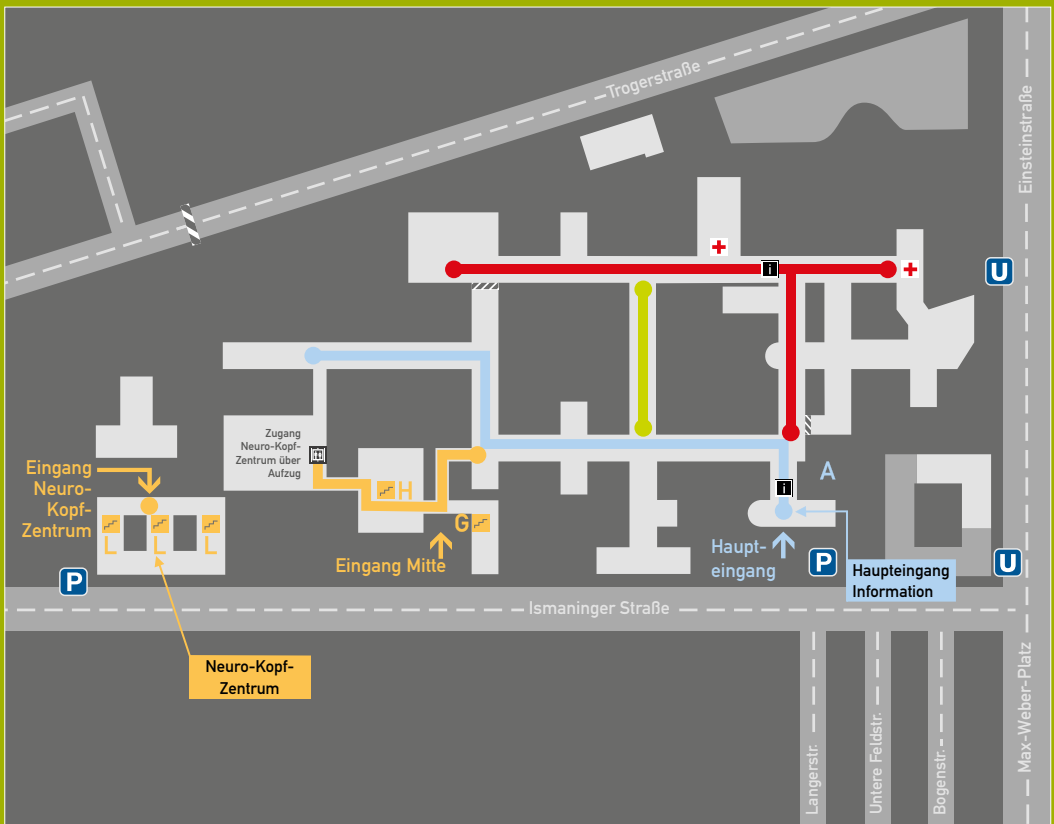 Trogerstraße
Einsteinstraße
i
U
Zugang
Neuro-Kopf-
Zentrum über
Aufzug
Eingang
Neuro-
Kopf-
Zentrum
H
G
A
i
L
L
L
Eingang Mitte
Haupt-
eingang
P
P
U
Haupteingang
Information
Ismaninger Straße
Neuro-Kopf-
Zentrum
Langerstr.
Untere Feldstr.
Bogenstr.
Max-Weber-Platz